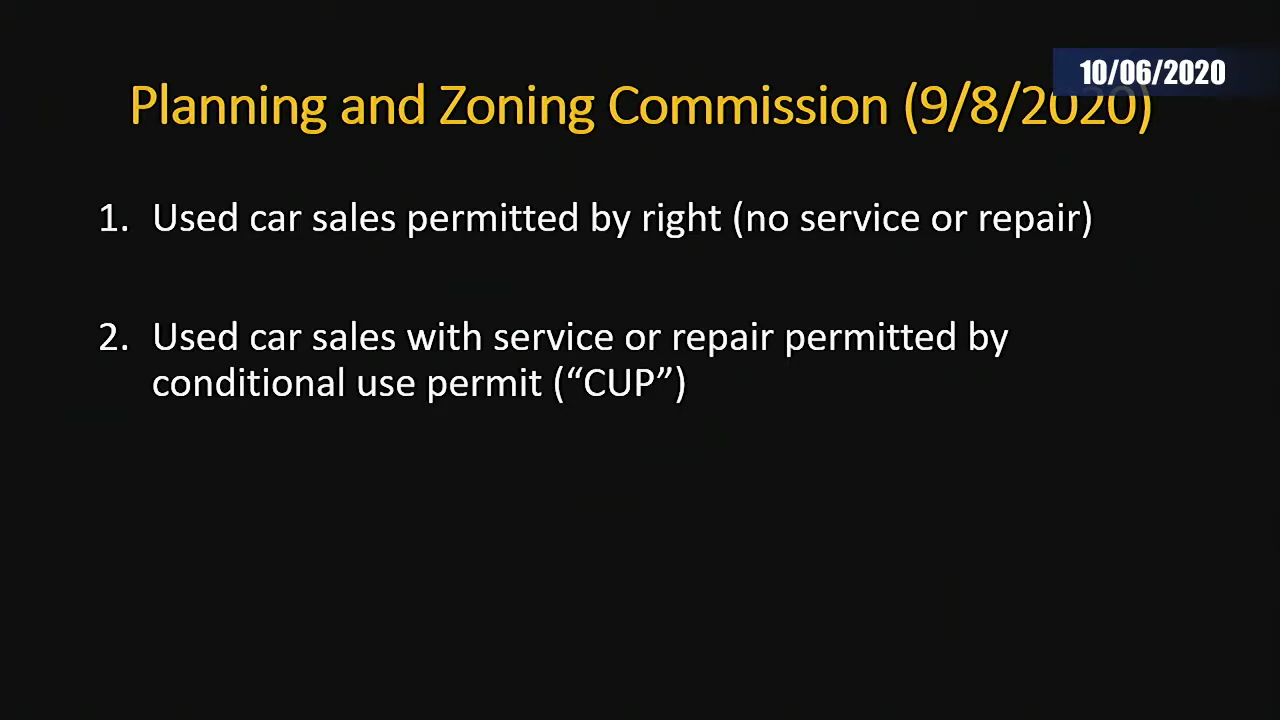 10/06/2020
Planning and Zoning Commission (9/8/2020)
1. Used car sales permitted by right (no service or repair)
2. Used car sales with service or repair permitted by
conditional use permit (“CUP”)